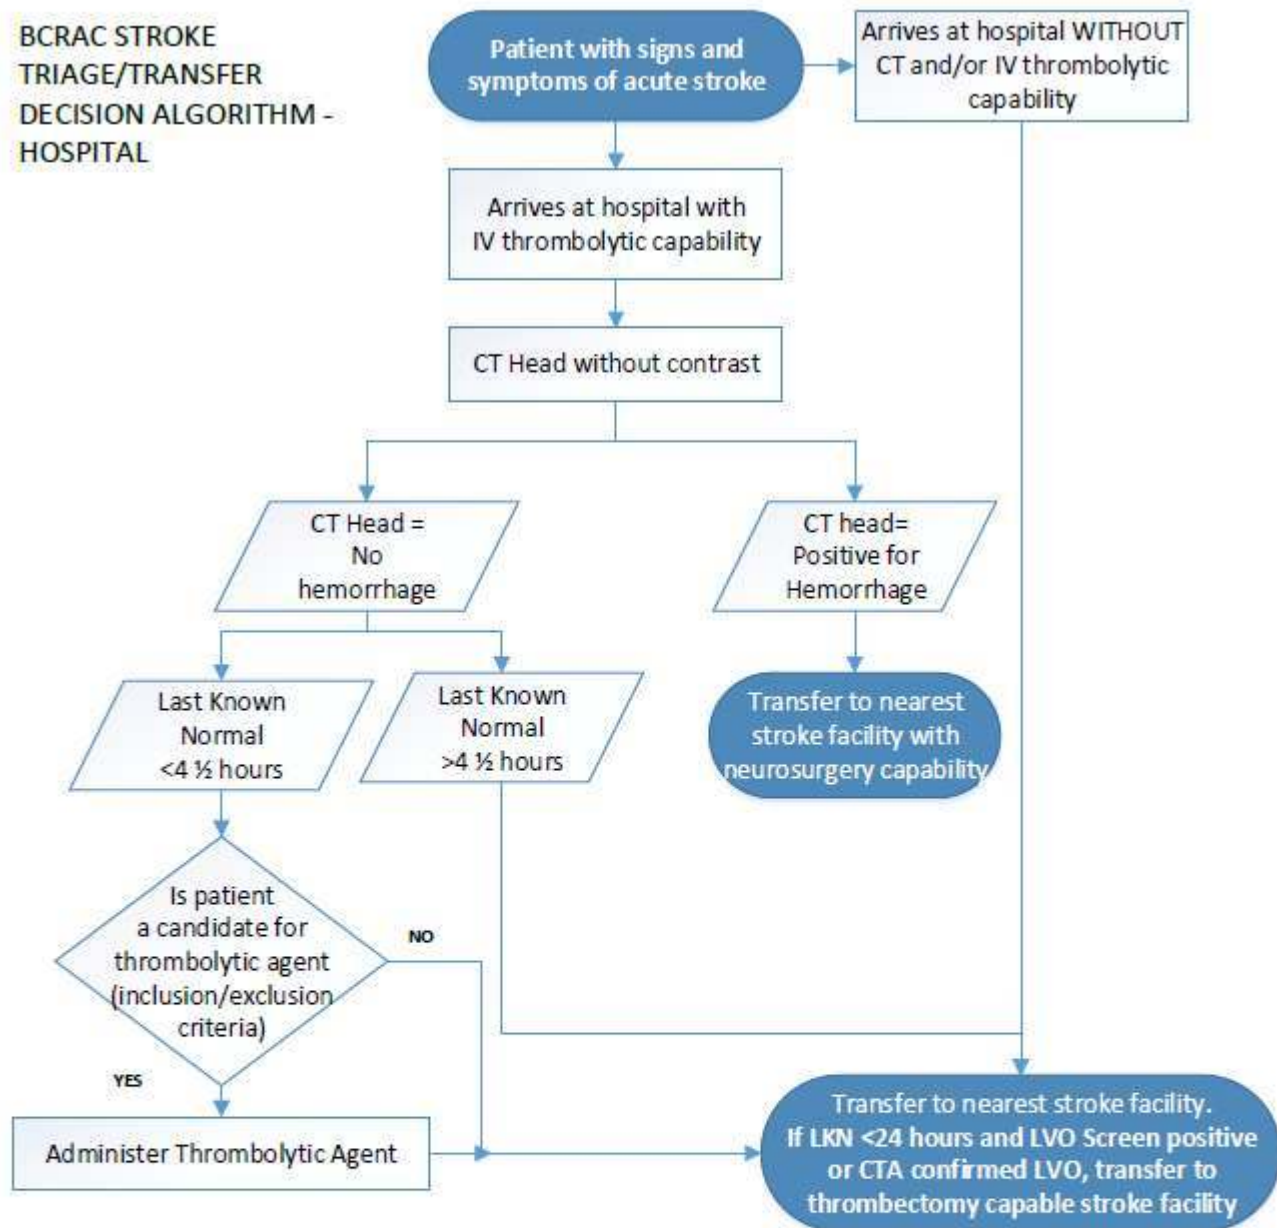 BCRAC STROKE
TRIAGE/TRANSFER
DECISION ALGORITHM -
HOSPITAL
Patient with signs and
symptoms of acute stroke
Arrives at hospital WITHOUT
CT and/or IV thrombolytic
capability
Arrives at hospital with
IV thrombolytic capability
CT Head without contrast
CT Head =
No
hemorrhage
CT head=
Positive for
Hemorrhage
Last Known
Normal
<4 ½ hours
Last Known
Normal
>4 ½ hours
Transfer to nearest
stroke facility with
neurosurgery capability
Is patient
a candidate for
thrombolytic agent
(inclusion/exclusion
criteria)
NO
YES
Administer Thrombolytic Agent
Transfer to nearest stroke facility.
If LKN <24 hours and LVO Screen positive
or CTA confirmed LVO, transfer to
thrombectomy capable stroke facility